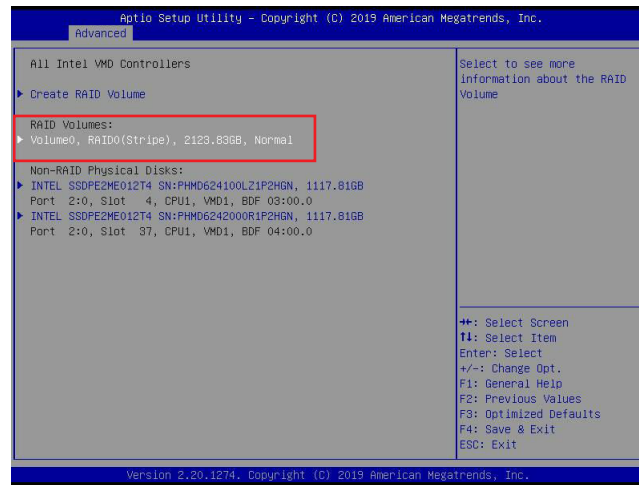 Aptio Setup Utility – Copyright (C) 2019 American Megatrends, Inc.
Advanced
All Intel VMD Controllers
Create RAID Volume
RAID Volumes:
Volume0, RAID0(Stripe), 2123.83GB, Normal
Non-RAID Physical Disks:
INTEL SSDPE2ME012T4 SN:PHMD624100LZ1P2HGN, 1117.81GB
Port 2:0, Slot 4, CPU1, VMD1, BDF 03:00.0
INTEL SSDPE2ME012T4 SN:PHMD6242000R1P2HGN, 1117.81GB
Port 2:0, Slot 37, CPU1, VMD1, BDF 04:00.0
Select to see more
information about the RAID
Volume
→←: Select Screen
↑↓: Select Item
Enter: Select
+/-: Change Opt.
F1: General Help
F2: Previous Values
F3: Optimized Defaults
F4: Save & Exit
ESC: Exit
Version 2.20.1274. Copyright (C) 2019 American Megatrends, Inc.